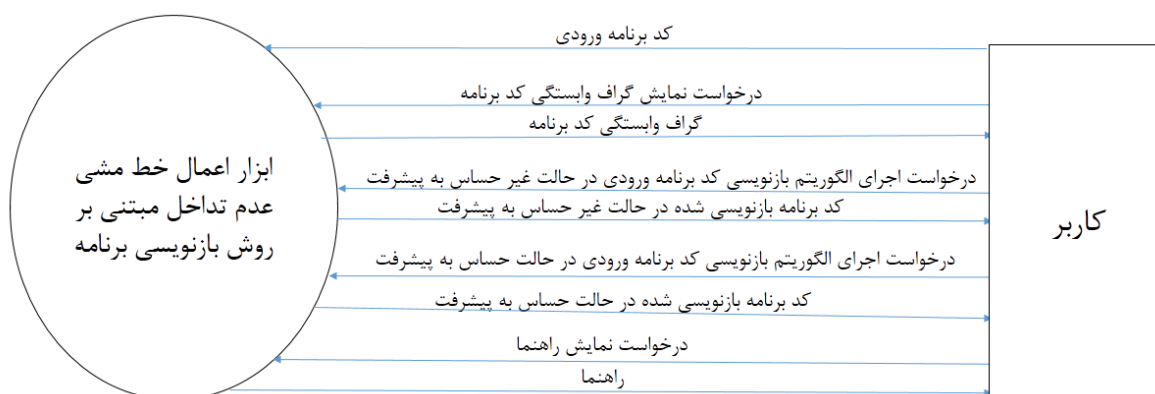 کد برنامه ورودی
درخواست نمایش گراف وابستگی کد برنامه
گراف وابستگی کد برنامه
درخواست اجرای الگوریتم بازنویسی کد برنامه ورودی در حالت غیر حساس به پیشرفت
کد برنامه بازنویسی شده در حالت غیر حساس به پیشرفت
درخواست اجرای الگوریتم بازنویسی کد برنامه ورودی در حالت حساس به پیشرفت
کد برنامه بازنویسی شده در حالت حساس به پیشرفت
درخواست نمایش راهنما
راهنما
کاربر
ابزار اعمال خط مشی
عدم تداخل مبتنی بر
روش بازنویسی برنامه